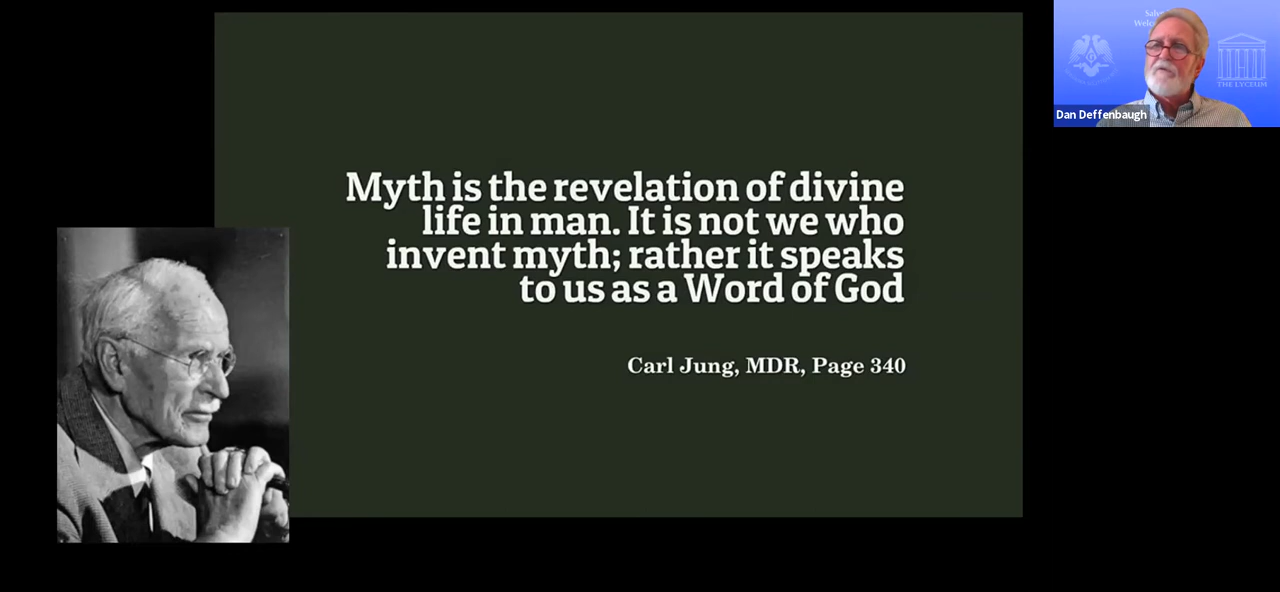 Myth is the revelation of divine
life in man. It is not we who
invent myth; rather it speaks
to us as a Word of God
Carl Jung, MDR, Page 340
THE LYCEUM
Dan Deffenbaugh